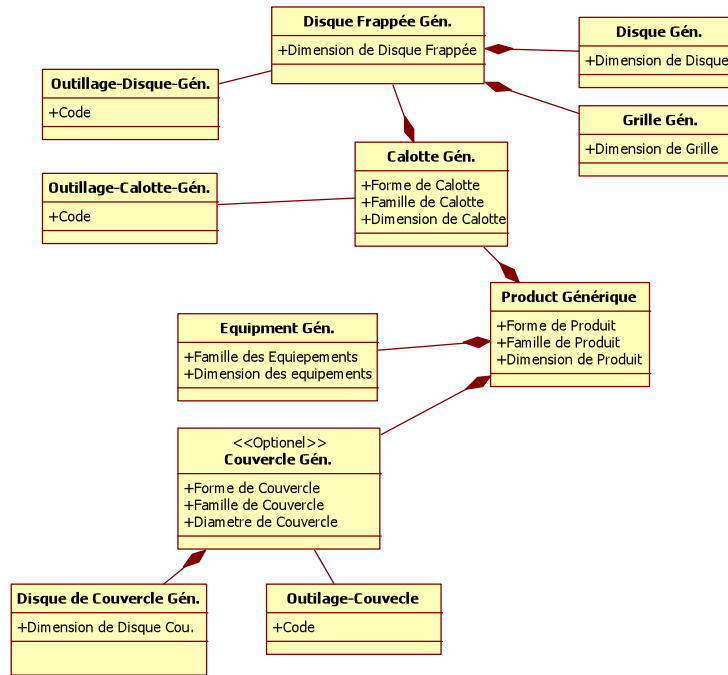 Disque Frappée Gén.
+Dimension de Disque Frappée
Disque Gén.
+Dimension de Disque
Outillage-Disque-Gén.
+Code
Grille Gén.
+Dimension de Grille
Calotte Gén.
+Forme de Calotte
+Famille de Calotte
+Dimension de Calotte
Outillage-Calotte-Gén.
+Code
Product Générique
+Forme de Produit
+Famille de Produit
+Dimension de Produit
Equipment Gén.
+Famille des Equiepements
+Dimension des equipements
<<Optionel>>
Couvercle Gén.
+Forme de Couvercle
+Famille de Couvercle
+Diametre de Couvercle
Disque de Couvercle Gén.
+Dimension de Disque Cou.
Outilage-Couvecle
+Code